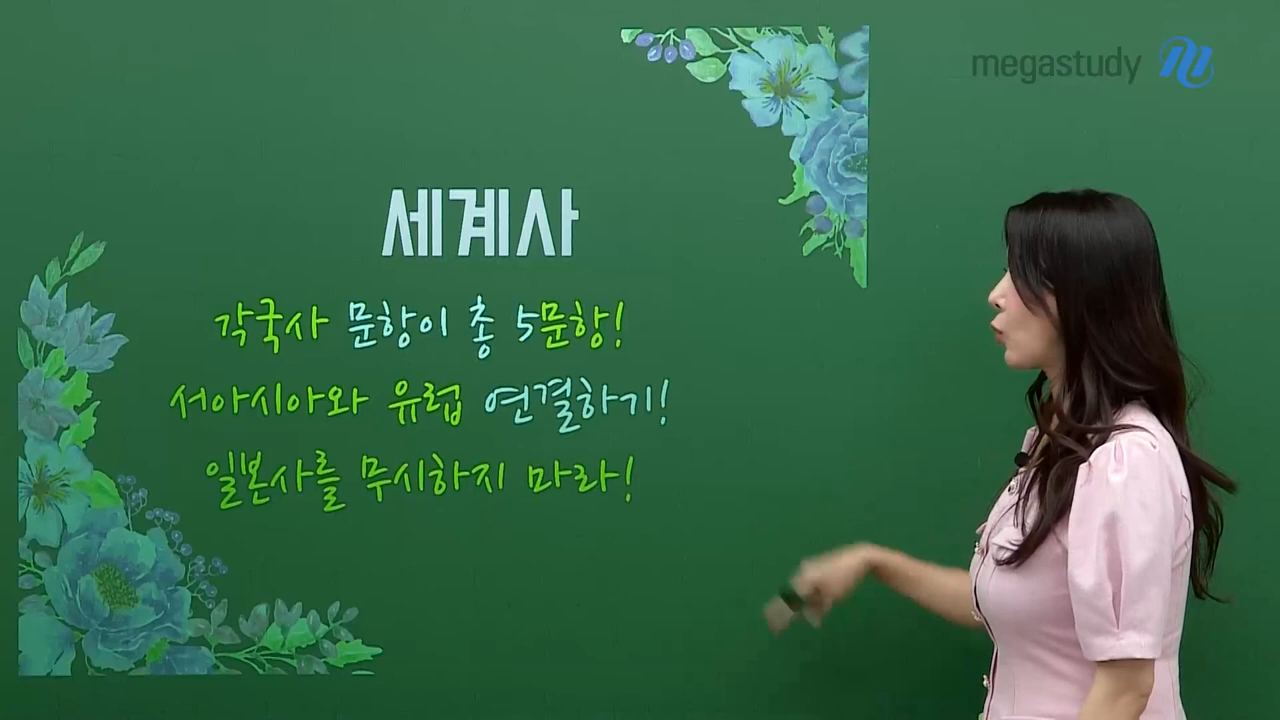 megastudy
세계사
각국사 문항이 총 5문항!
서아시아와 유럽 연결하기!
일본사를 무시하지 마라!